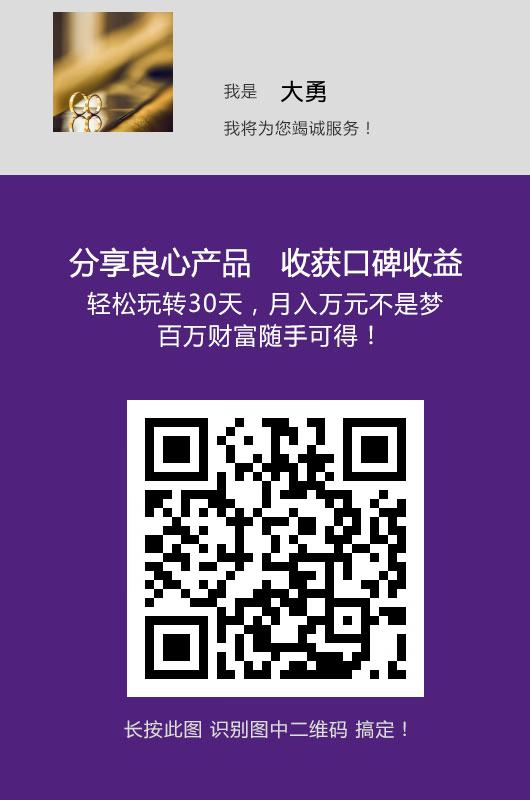 我是 大勇
我将为您竭诚服务！
分享良心产品 收获口碑收益
轻松玩转30天，月入万元不是梦
百万财富随手可得！
长按此图 识别图中二维码 搞定！